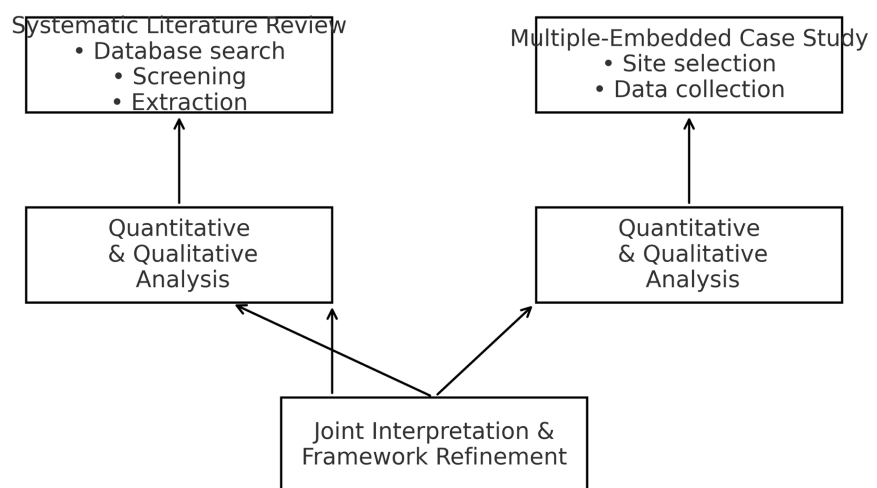 Systematic Literature Review
• Database search
• Screening
• Extraction
Multiple-Embedded Case Study
• Site selection
• Data collection
Quantitative
& Qualitative
Analysis
Quantitative
& Qualitative
Analysis
Joint Interpretation &
Framework Refinement